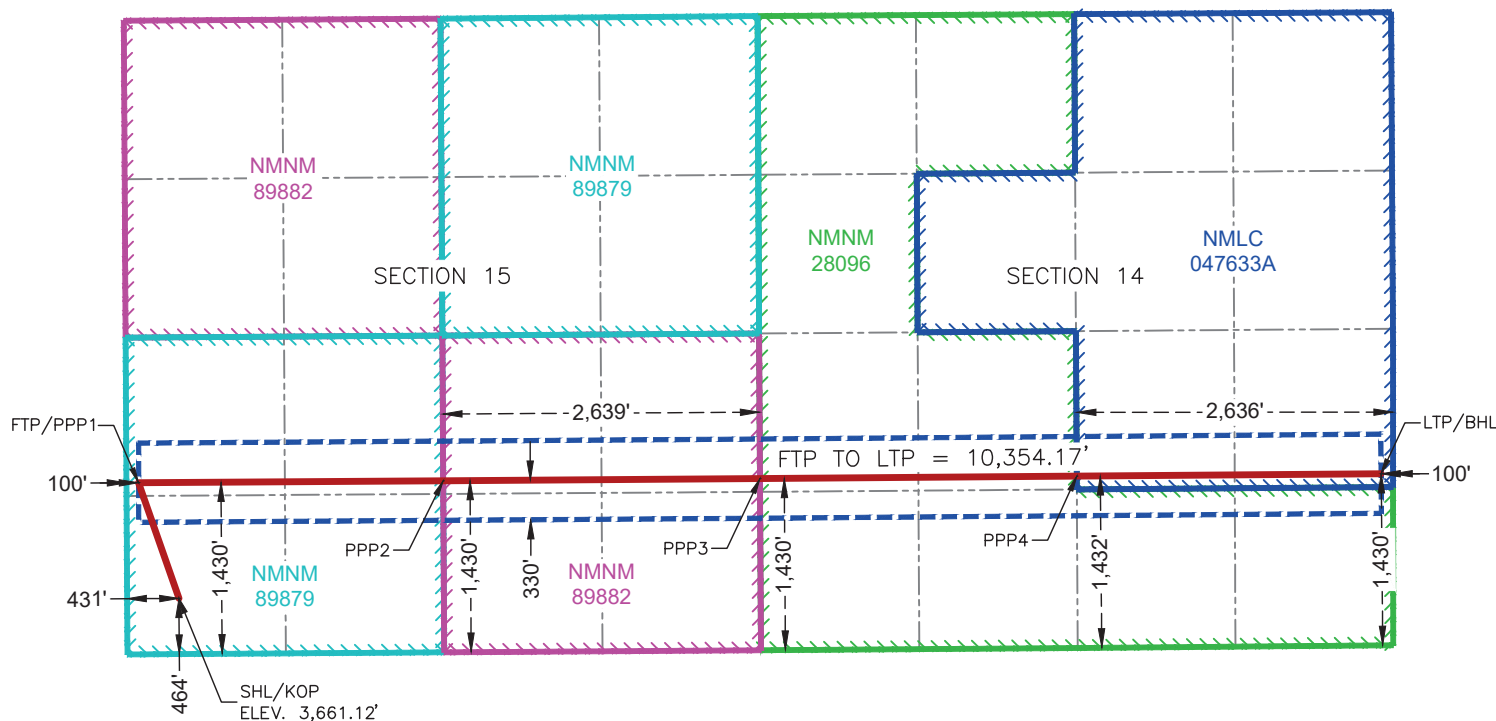 NMNM
89882
NMNM
89879
NMNM
28096
NMLC
047633A
SECTION 15
SECTION 14
2,639'
2,636'
FTP/PPP1
LTP/BHL
FTP TO LTP = 10,354.17'
100'
100'
PPP2
PPP3
PPP4
1,430'
1,430'
330'
1,430'
1,432'
1,430'
NMNM
89879
NMNM
89882
431'
464'
SHL/KOP
ELEV. 3,661.12'